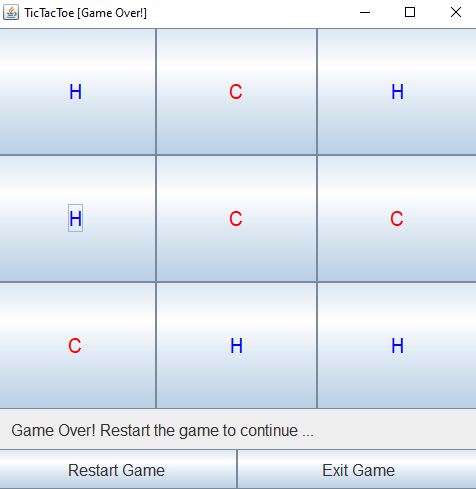 TicTacToe [Game Over!]
H C H
H C C
C H H
Game Over! Restart the game to continue ...
Restart Game Exit Game